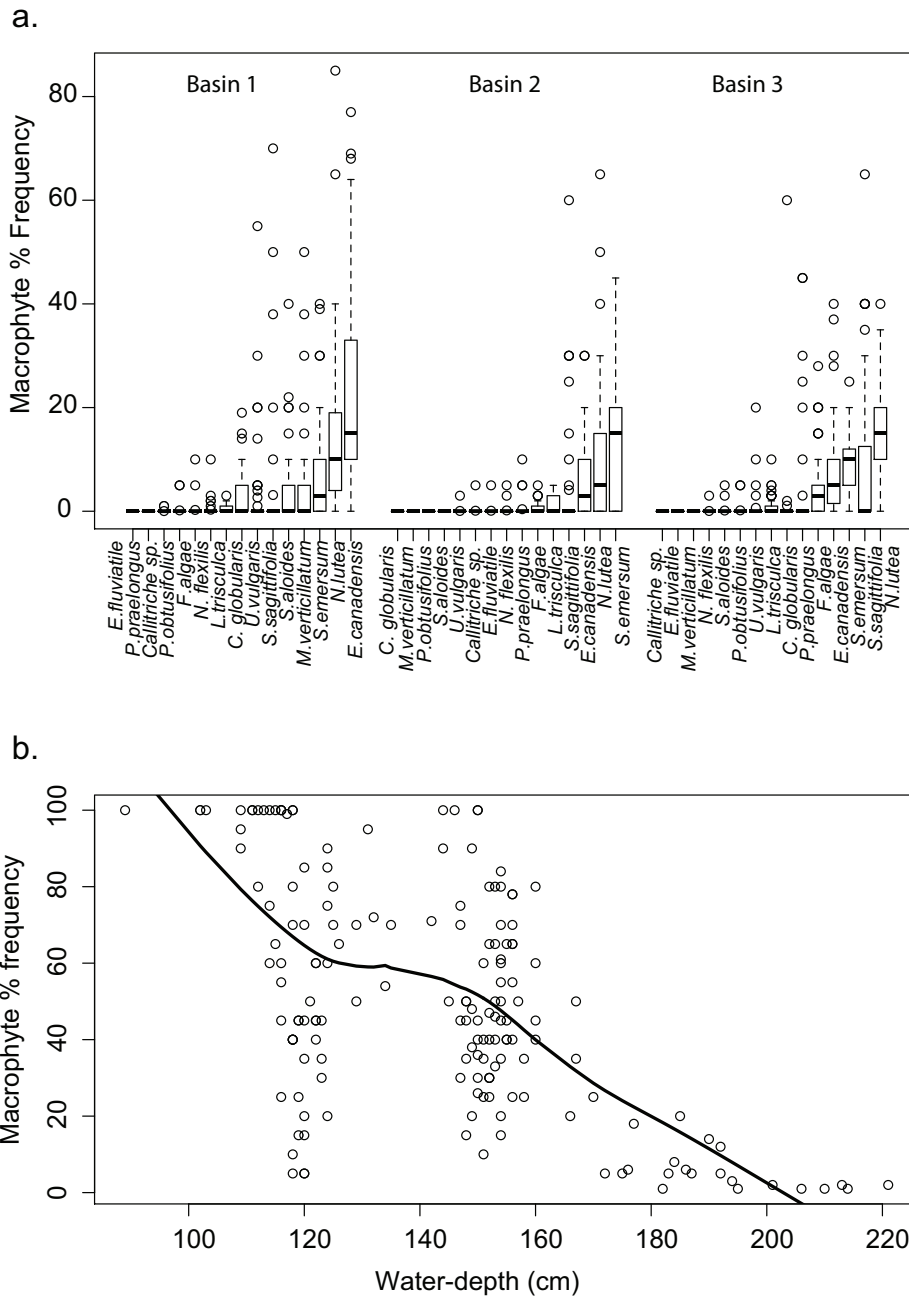 a.
Basin 1
Basin 2
Basin 3
Macrophyte % Frequency
80
60
40
20
0
E.fluviatile
P.praelongus
Callitriche sp.
P.obtusifolius
F.algae
N. flexilis
L.trisculca
C. globularis
U.vulgaris
S.sagittifolia
S.aloides
M.verticillatum
S.emersum
N.lutea
E.canadensis
C. globularis
M.verticillatum
P.obtusifolius
S.aloides
U.vulgaris
Callitriche sp.
E.fluviatile
N. flexilis
P.praelongus
F.algae
L.trisculca
S.sagittifolia
E.canadensis
N.lutea
S.emersum
Callitriche sp.
E.fluviatile
M.verticillatum
N. flexilis
S.aloides
P.obtusifolius
U.vulgaris
L.trisculca
C. globularis
P.praelongus
F.algae
E.canadensis
S.emersum
S.sagittifolia
N.lutea
b.
Macrophyte % frequency
100
80
60
40
20
0
100 120 140 160 180 200 220
Water-depth (cm)